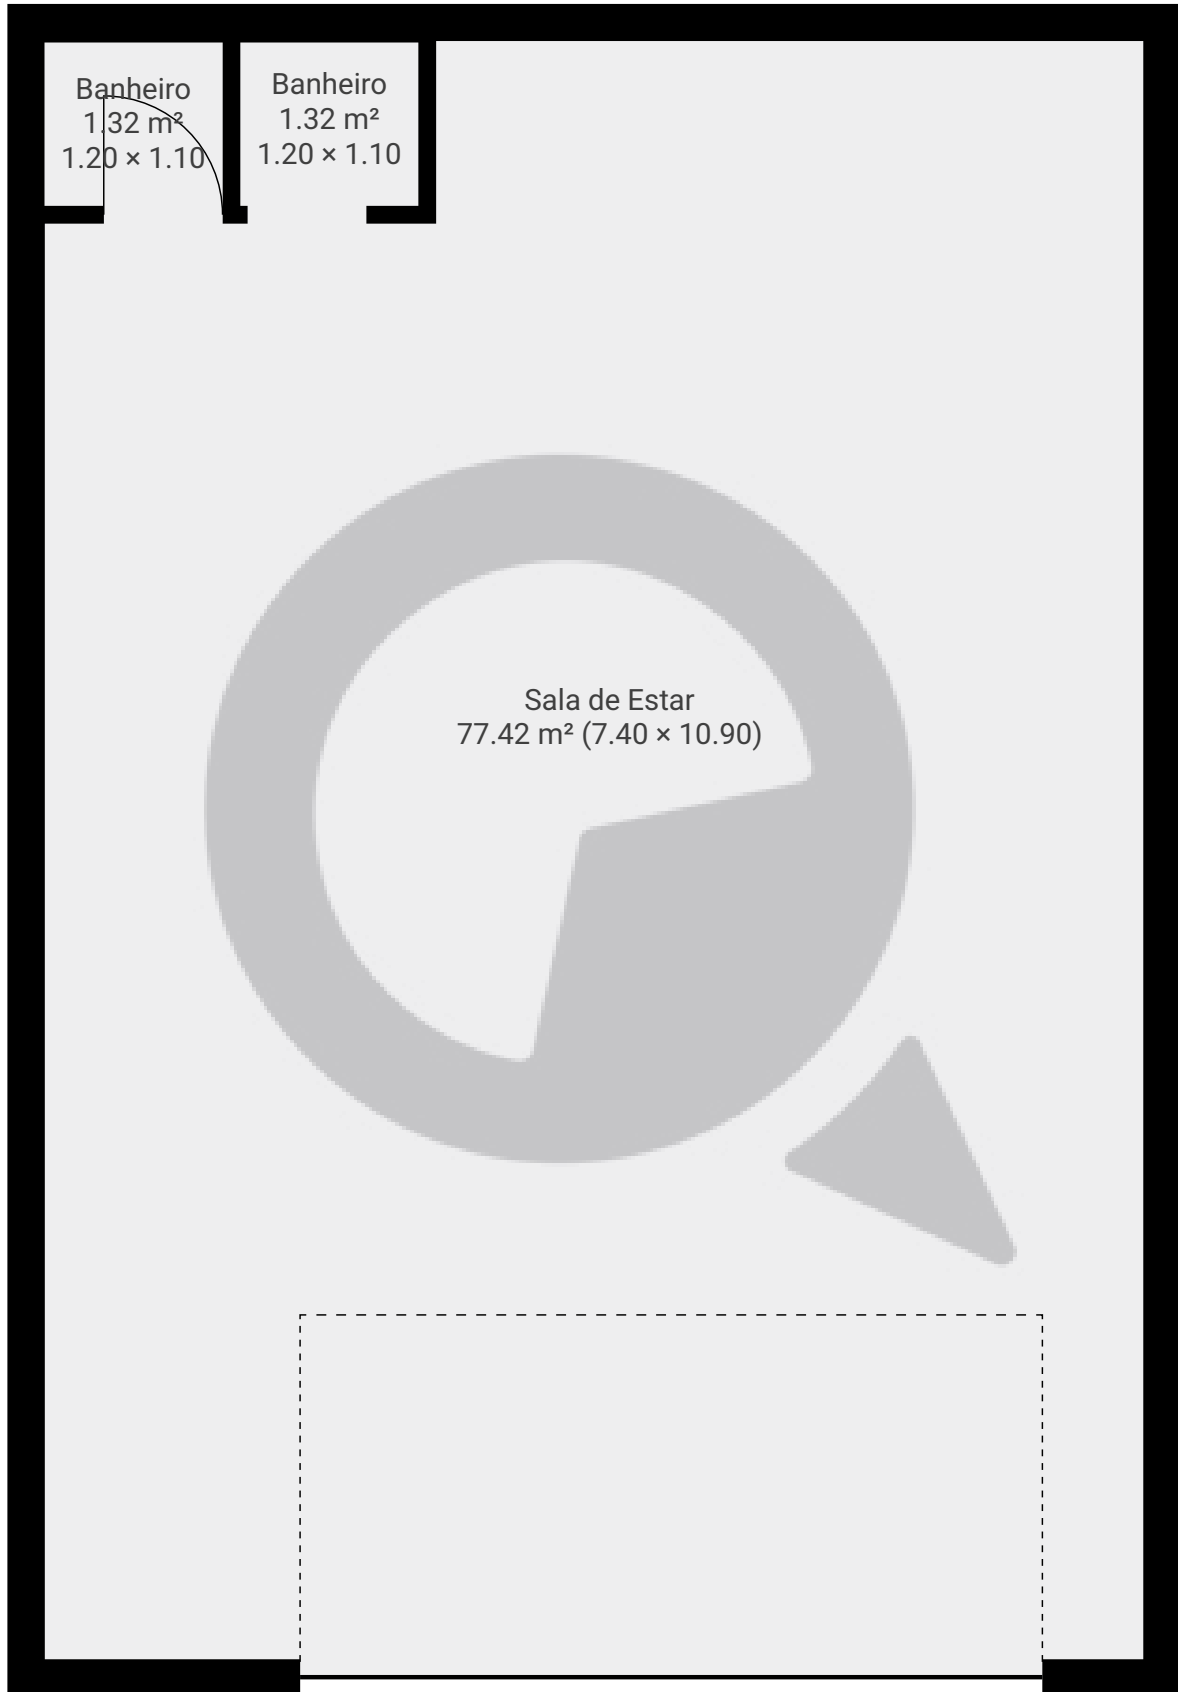 Banheiro
1.32 m²
1.20 × 1.10
Banheiro
1.32 m²
1.20 × 1.10
Sala de Estar
77.42 m² (7.40 × 10.90)